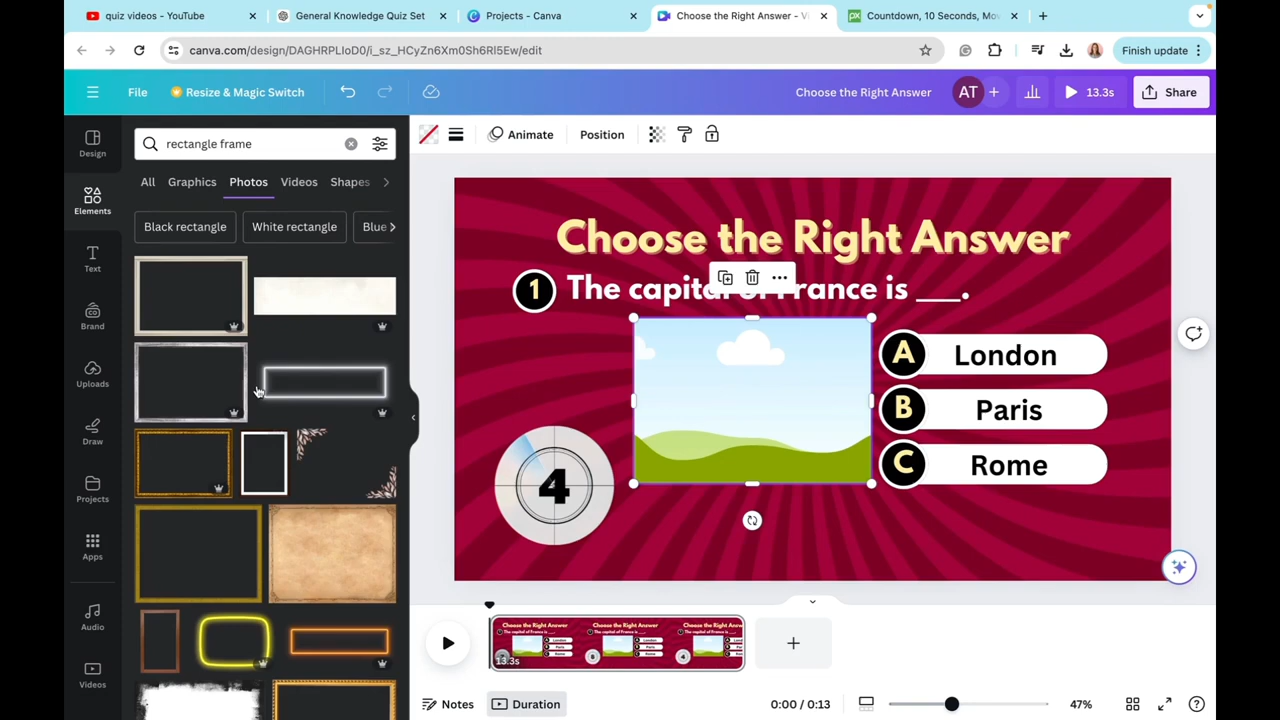 quiz videos - YouTube
General Knowledge Quiz Set
Projects - Canva
Choose the Right Answer - Vi
Countdown, 10 Seconds, Mov
canva.com/design/DAGHRPLIoD0/i_sz_HCyZn6Xm0Sh6Rl5Ew/edit
Finish update
File
Resize & Magic Switch
Choose the Right Answer
AT
13.3s
Share
Design
Elements
Text
Brand
Uploads
Draw
Projects
Apps
Audio
Videos
rectangle frame
All
Graphics
Photos
Videos
Shapes
Black rectangle
White rectangle
Blue
Animate
Position
Choose the Right Answer
1 The capital of France is ___.
A London
B Paris
C Rome
4
13.3s
Notes
Duration
0:00 / 0:13
47%